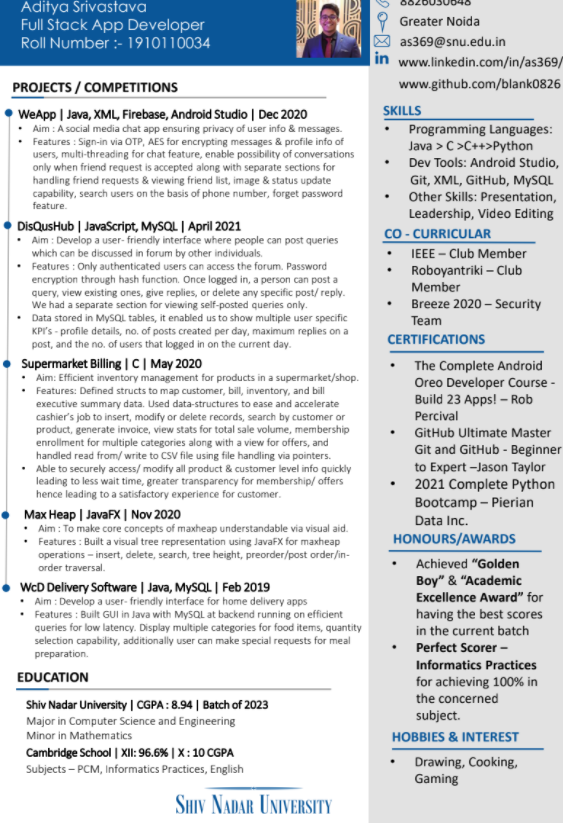 Aditya Srivastava
Full Stack App Developer
Roll Number :- 1910110034
8826030648
Greater Noida
as369@snu.edu.in
in www.linkedin.com/in/as369/
www.github.com/blank0826
PROJECTS / COMPETITIONS
WeApp | Java, XML, Firebase, Android Studio | Dec 2020
• Aim : A social media chat app ensuring privacy of user info & messages.
• Features : Sign-in via OTP, AES for encrypting messages & profile info of
users, multi-threading for chat feature, enable possibility of conversations
only when friend request is accepted along with separate sections for
handling friend requests & viewing friend list, image & status update
capability, search users on the basis of phone number, forget password
feature.
DisQusHub | JavaScript, MySQL | April 2021
• Aim : Develop a user- friendly interface where people can post queries
which can be discussed in forum by other individuals.
• Features : Only authenticated users can access the forum. Password
encryption through hash function. Once logged in, a person can post a
query, view existing ones, give replies, or delete any specific post/ reply.
We had a separate section for viewing self-posted queries only.
• Data stored in MySQL tables, it enabled us to show multiple user specific
KPI's - profile details, no. of posts created per day, maximum replies on a
post, and the no. of users that logged in on the current day.
Supermarket Billing | C | May 2020
• Aim: Efficient inventory management for products in a supermarket/shop.
• Features: Defined structs to map customer, bill, inventory, and bill
executive summary data. Used data-structures to ease and accelerate
cashier's job to insert, modify or delete records, search by customer or
product, generate invoice, view stats for total sale volume, membership
enrollment for multiple categories along with a view for offers, and
handled read from/ write to CSV file using file handling via pointers.
• Able to securely access/ modify all product & customer level info quickly
leading to less wait time, greater transparency for membership/ offers
hence leading to a satisfactory experience for customer.
Max Heap | JavaFX | Nov 2020
• Aim : To make core concepts of maxheap understandable via visual aid.
• Features : Built a visual tree representation using JavaFX for maxheap
operations – insert, delete, search, tree height, preorder/post order/in-
order traversal.
WcD Delivery Software | Java, MySQL | Feb 2019
• Aim : Develop a user- friendly interface for home delivery apps
• Features : Built GUI in Java with MySQL at backend running on efficient
queries for low latency. Display multiple categories for food items, quantity
selection capability, additionally user can make special requests for meal
preparation.
EDUCATION
Shiv Nadar University | CGPA : 8.94 | Batch of 2023
Major in Computer Science and Engineering
Minor in Mathematics
Cambridge School | XII: 96.6% | X : 10 CGPA
Subjects – PCM, Informatics Practices, English
SHIV NADAR UNIVERSITY
SKILLS
• Programming Languages:
Java > C >C++>Python
• Dev Tools: Android Studio,
Git, XML, GitHub, MySQL
• Other Skills: Presentation,
Leadership, Video Editing
CO - CURRICULAR
• IEEE – Club Member
• Roboyantriki – Club
Member
• Breeze 2020 – Security
Team
CERTIFICATIONS
• The Complete Android
Oreo Developer Course -
Build 23 Apps! – Rob
Percival
• GitHub Ultimate Master
Git and GitHub - Beginner
to Expert –Jason Taylor
• 2021 Complete Python
Bootcamp – Pierian
Data Inc.
HONOURS/AWARDS
• Achieved “Golden
Boy” & “Academic
Excellence Award” for
having the best scores
in the current batch
• Perfect Scorer –
Informatics Practices
for achieving 100% in
the concerned
subject.
HOBBIES & INTEREST
• Drawing, Cooking,
Gaming